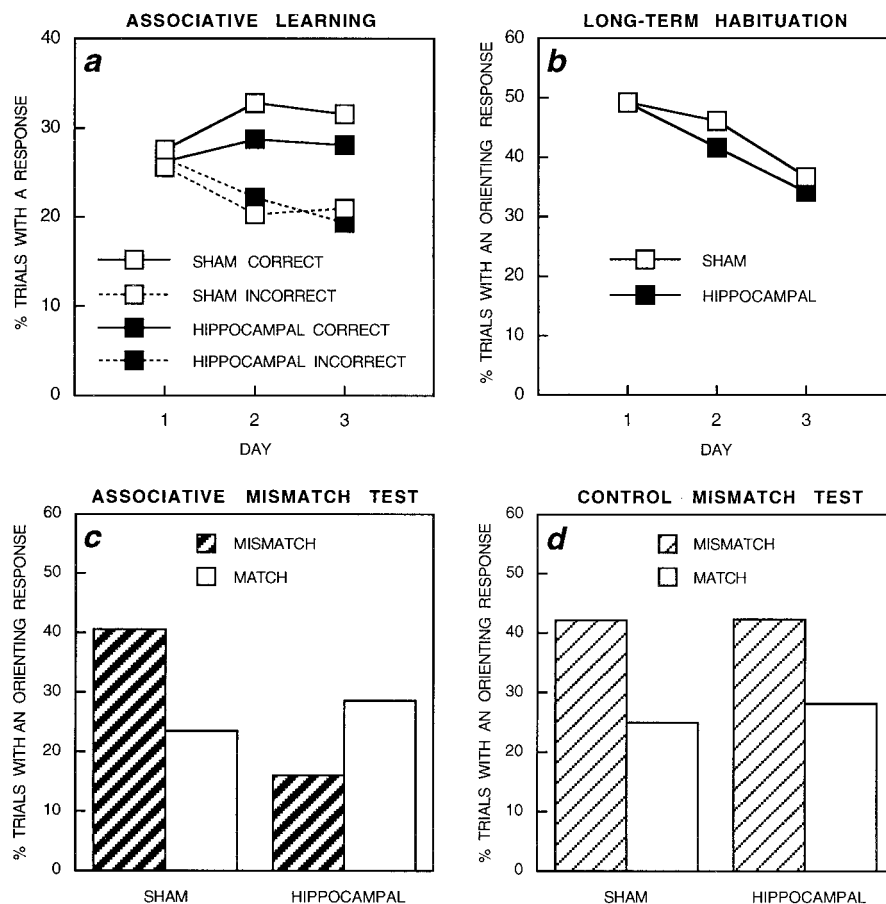 ASSOCIATIVE LEARNING
a
% TRIALS WITH A RESPONSE
40
30
20
10
0
SHAM CORRECT
SHAM INCORRECT
HIPPOCAMPAL CORRECT
HIPPOCAMPAL INCORRECT
1 2 3
DAY
LONG-TERM HABITUATION
b
% TRIALS WITH AN ORIENTING RESPONSE
60
50
40
30
20
10
0
SHAM
HIPPOCAMPAL
1 2 3
DAY
ASSOCIATIVE MISMATCH TEST
c
% TRIALS WITH AN ORIENTING RESPONSE
60
50
40
30
20
10
0
MISMATCH
MATCH
SHAM HIPPOCAMPAL
CONTROL MISMATCH TEST
d
% TRIALS WITH AN ORIENTING RESPONSE
60
50
40
30
20
10
0
MISMATCH
MATCH
SHAM HIPPOCAMPAL